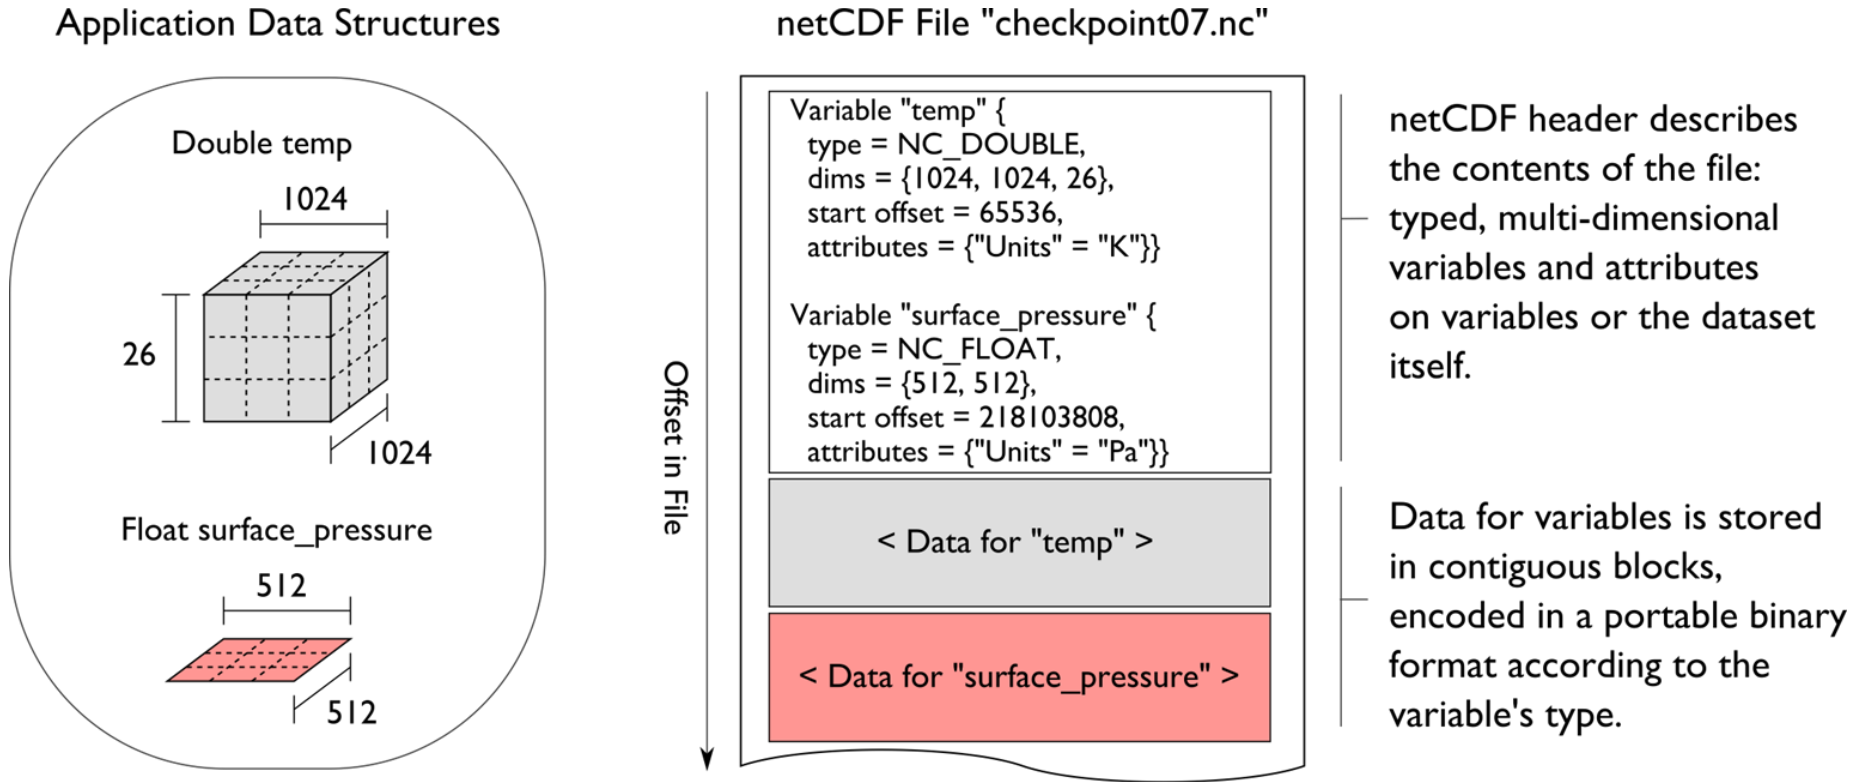 Application Data Structures
Double temp
1024
26
1024
Float surface_pressure
512
512
netCDF File "checkpoint07.nc"
Offset in File
Variable "temp" {
type = NC_DOUBLE,
dims = {1024, 1024, 26},
start offset = 65536,
attributes = {"Units" = "K"}}
Variable "surface_pressure" {
type = NC_FLOAT,
dims = {512, 512},
start offset = 218103808,
attributes = {"Units" = "Pa"}}
< Data for "temp" >
< Data for "surface_pressure" >
netCDF header describes
the contents of the file:
typed, multi-dimensional
variables and attributes
on variables or the dataset
itself.
Data for variables is stored
in contiguous blocks,
encoded in a portable binary
format according to the
variable's type.